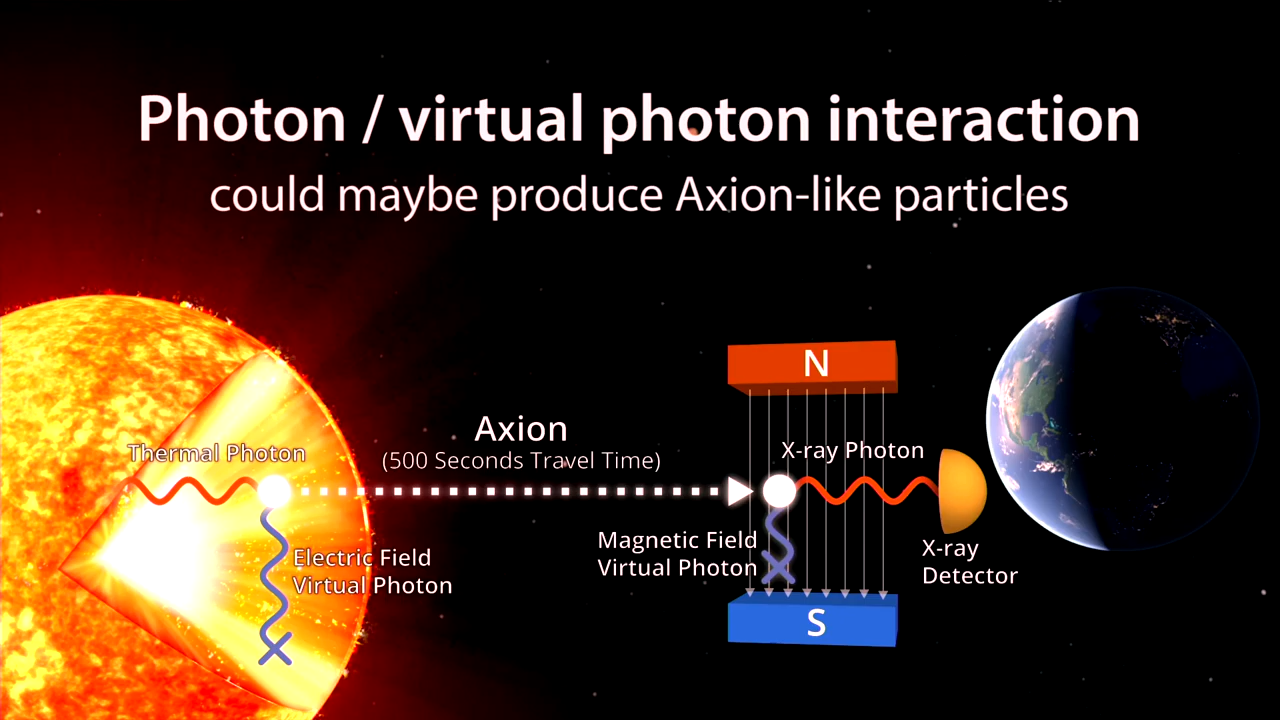 Photon / virtual photon interaction
could maybe produce Axion-like particles
N
Axion
(500 Seconds Travel Time)
Thermal Photon
X-ray Photon
Electric Field
Virtual Photon
Magnetic Field
Virtual Photon
X-ray
Detector
S